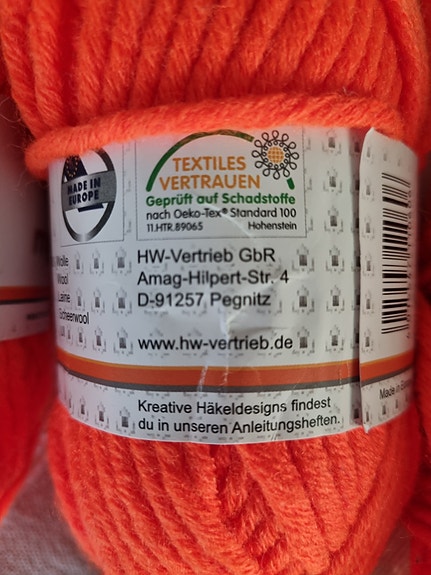 MADE IN
EUROPE
TEXTILES
VERTRAUEN
Geprüft auf Schadstoffe
nach Oeko-Tex® Standard 100
11.HTR.89065 Hohenstein
Wolle
Wool
Laine
Scheerwool
HW-Vertrieb GbR
Amag-Hilpert-Str. 4
D-91257 Pegnitz
www.hw-vertrieb.de
Kreative Häkeldesigns findest
du in unseren Anleitungsheften.
Made in